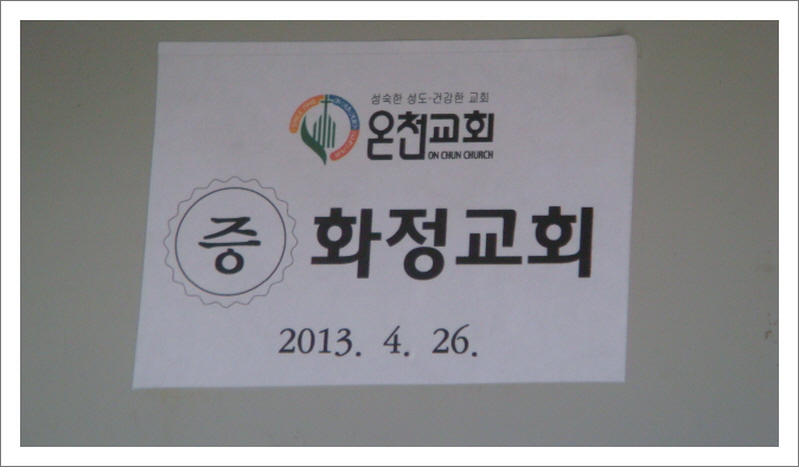 성숙한 성도-건강한 교회
온천교회
ON CHUN CHURCH
증 화정교회
2013. 4. 26.